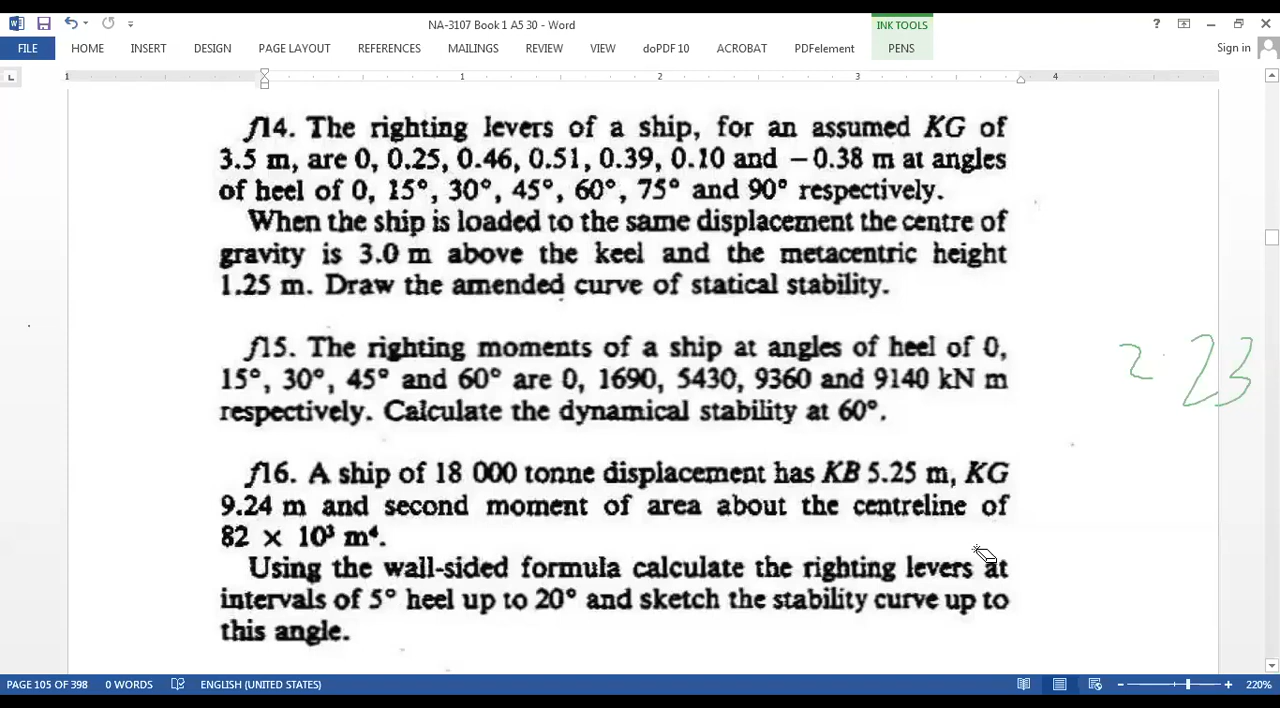 NA-3107 Book 1 A5 30 - Word
INK TOOLS
?
FILE HOME INSERT DESIGN PAGE LAYOUT REFERENCES MAILINGS REVIEW VIEW doPDF 10 ACROBAT PDFelement PENS Sign in
1 1 2 3 4
f14. The righting levers of a ship, for an assumed KG of
3.5 m, are 0, 0.25, 0.46, 0.51, 0.39, 0.10 and −0.38 m at angles
of heel of 0, 15°, 30°, 45°, 60°, 75° and 90° respectively.
When the ship is loaded to the same displacement the centre of
gravity is 3.0 m above the keel and the metacentric height
1.25 m. Draw the amended curve of statical stability.
f15. The righting moments of a ship at angles of heel of 0,
15°, 30°, 45° and 60° are 0, 1690, 5430, 9360 and 9140 kN m
respectively. Calculate the dynamical stability at 60°.
2.23
f16. A ship of 18 000 tonne displacement has KB 5.25 m, KG
9.24 m and second moment of area about the centreline of
82 × 10³ m⁴.
Using the wall-sided formula calculate the righting levers at
intervals of 5° heel up to 20° and sketch the stability curve up to
this angle.
PAGE 105 OF 398 0 WORDS ENGLISH (UNITED STATES) 220%